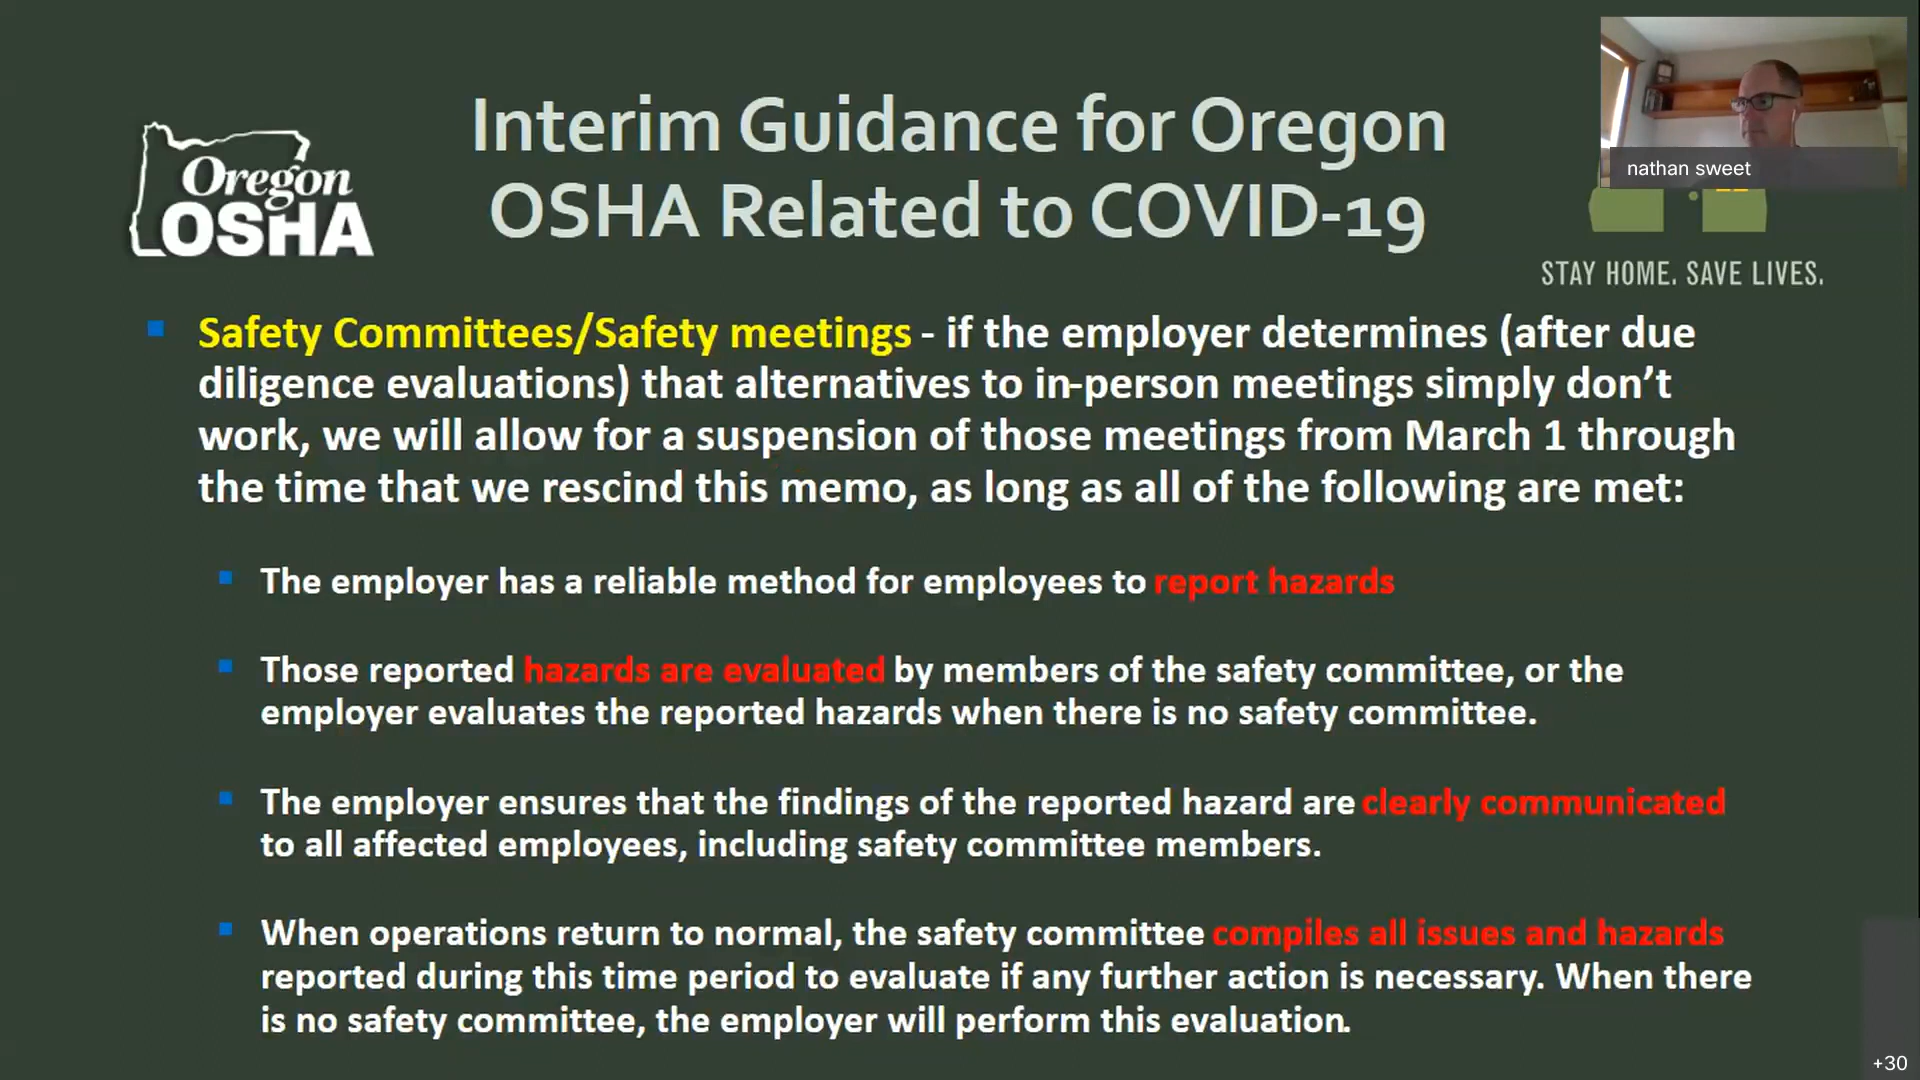 Interim Guidance for Oregon
OSHA Related to COVID-19
Oregon
OSHA
nathan sweet
STAY HOME. SAVE LIVES.
Safety Committees/Safety meetings - if the employer determines (after due
diligence evaluations) that alternatives to in-person meetings simply don't
work, we will allow for a suspension of those meetings from March 1 through
the time that we rescind this memo, as long as all of the following are met:
The employer has a reliable method for employees to report hazards
Those reported hazards are evaluated by members of the safety committee, or the
employer evaluates the reported hazards when there is no safety committee.
The employer ensures that the findings of the reported hazard are clearly communicated
to all affected employees, including safety committee members.
When operations return to normal, the safety committee compiles all issues and hazards
reported during this time period to evaluate if any further action is necessary. When there
is no safety committee, the employer will perform this evaluation.
+30